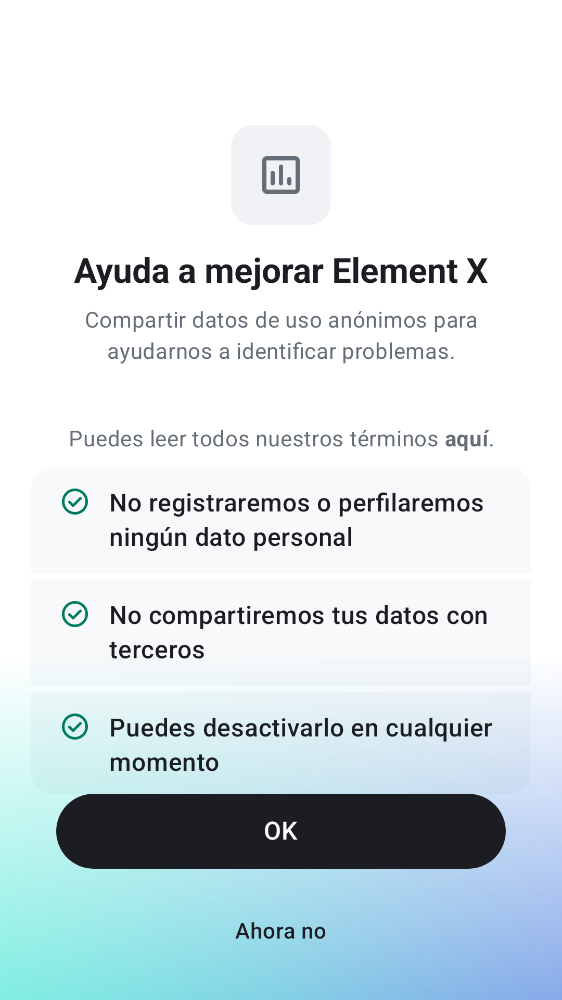 Ayuda a mejorar Element X
Compartir datos de uso anónimos para
ayudarnos a identificar problemas.
Puedes leer todos nuestros términos aquí.
No registraremos o perfilaremos
ningún dato personal
No compartiremos tus datos con
terceros
Puedes desactivarlo en cualquier
momento
OK
Ahora no